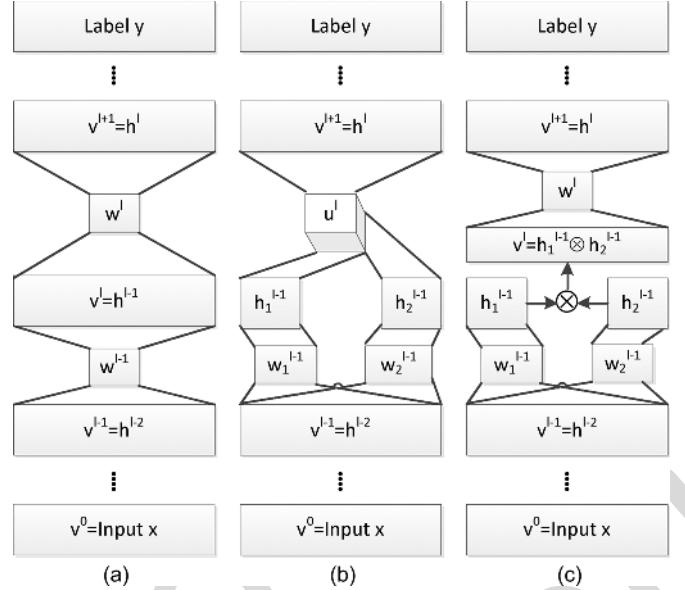 Label y
v^{l+1}=h^l
w^l
v^l=h^{l-1}
w^{l-1}
v^{l-1}=h^{l-2}
v^0=Input x
(a)
Label y
v^{l+1}=h^l
u^l
h_1^{l-1} h_2^{l-1}
w_1^{l-1} w_2^{l-1}
v^{l-1}=h^{l-2}
v^0=Input x
(b)
Label y
v^{l+1}=h^l
w^l
v^l=h_1^{l-1}⊗h_2^{l-1}
h_1^{l-1} ⊗ h_2^{l-1}
w_1^{l-1} w_2^{l-1}
v^{l-1}=h^{l-2}
v^0=Input x
(c)